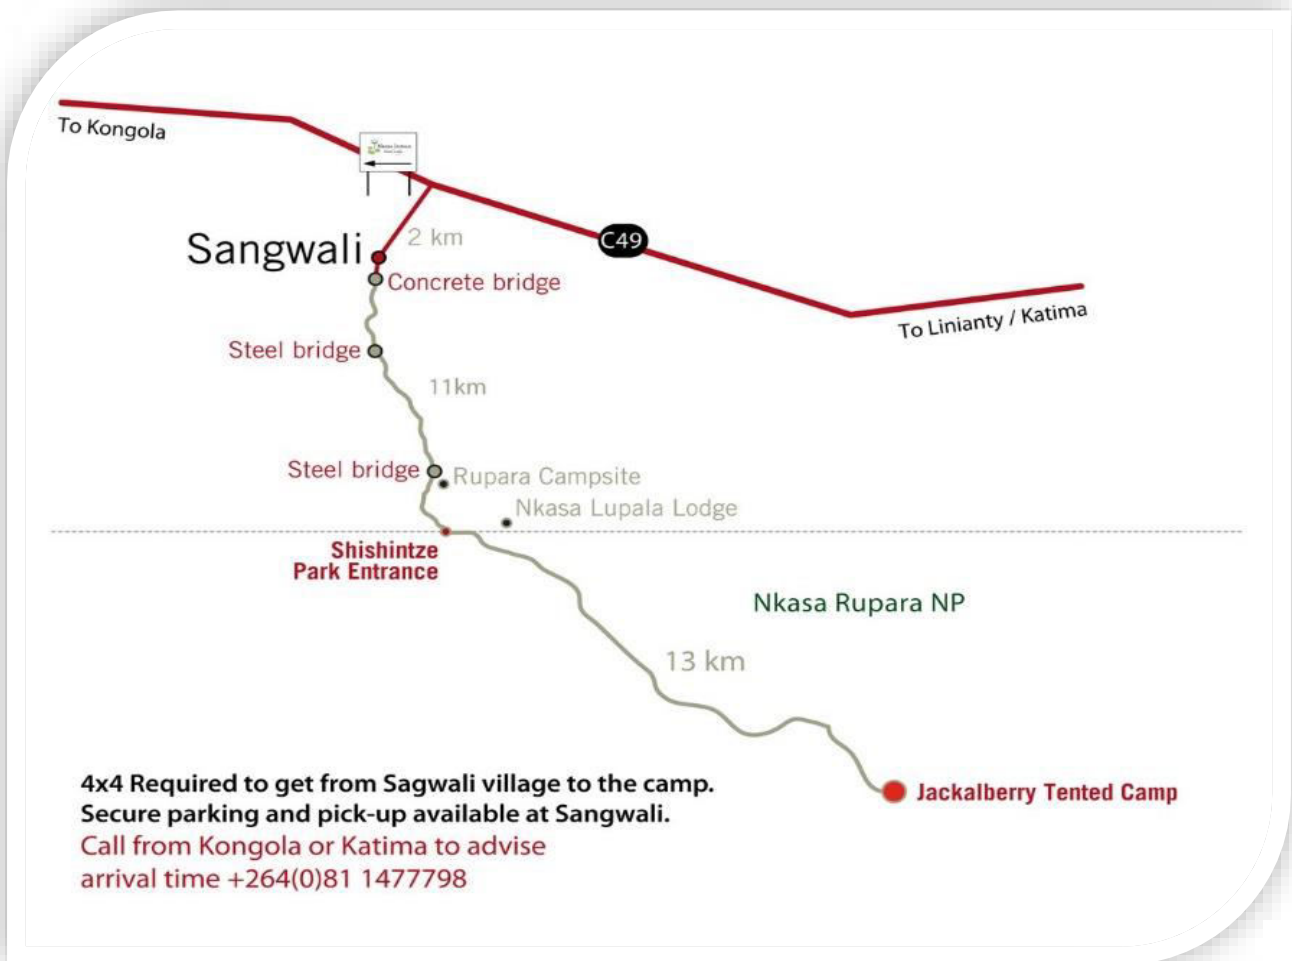 To Kongola
C49
2 km
Sangwali
Concrete bridge
To Linianty / Katima
Steel bridge
11km
Steel bridge
Rupara Campsite
Nkasa Lupala Lodge
Shishintze
Park Entrance
Nkasa Rupara NP
13 km
4x4 Required to get from Sagwali village to the camp.
Secure parking and pick-up available at Sangwali.
Call from Kongola or Katima to advise
arrival time +264(0)81 1477798
Jackalberry Tented Camp